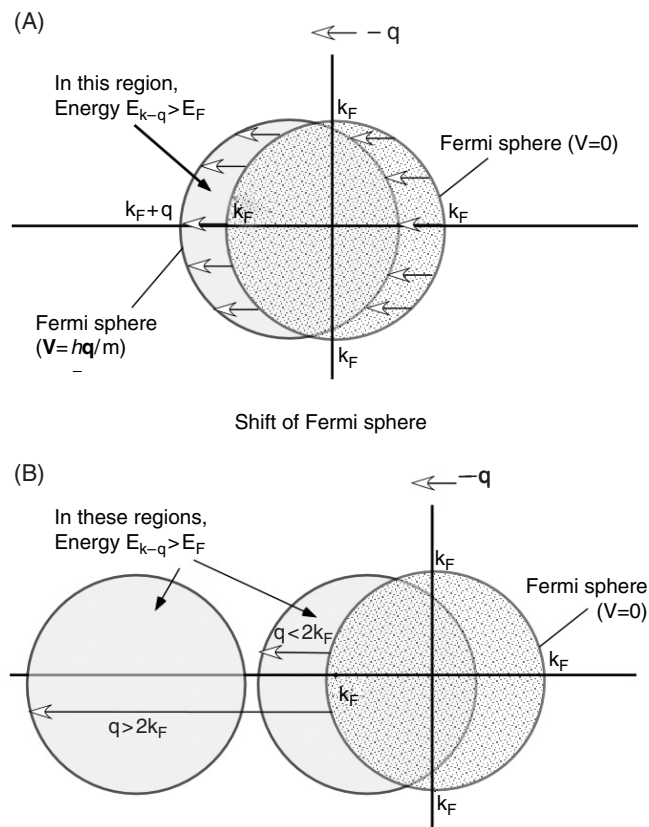 (A)
– q
In this region,
Energy E_{k–q}>E_F
k_F
Fermi sphere (V=0)
k_F+q
k_F
k_F
Fermi sphere
(V=hq/m)
k_F
Shift of Fermi sphere
(B)
–q
In these regions,
Energy E_{k–q}>E_F
k_F
Fermi sphere
(V=0)
q<2k_F
k_F
k_F
q>2k_F
k_F